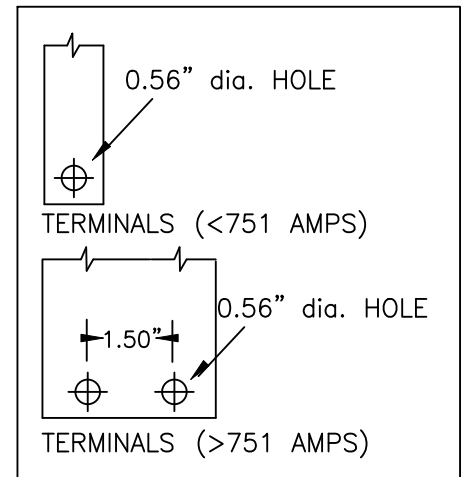 0.56" dia. HOLE
TERMINALS (<751 AMPS)
0.56" dia. HOLE
1.50"
TERMINALS (>751 AMPS)